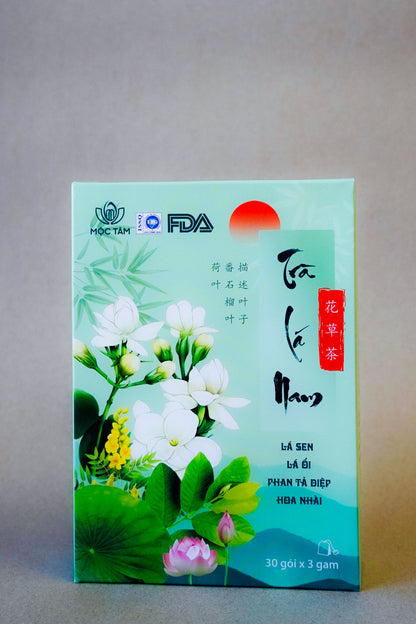 MỘC TÂM
FDA
描述叶子
番石榴叶
荷叶
Trà
Lá
Nam
花草茶
LÁ SEN
LÁ ỔI
PHAN TẢ DIỆP
HOA NHÀI
30 gói x 3 gam